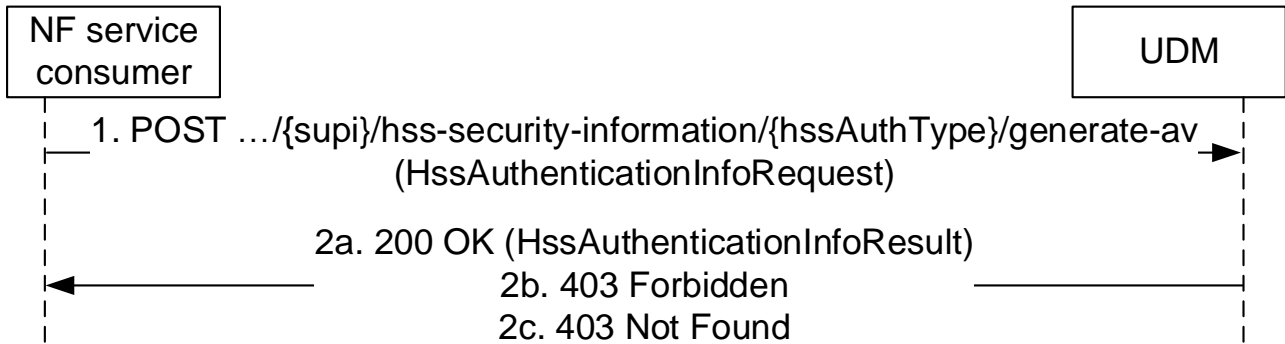 NF service
consumer
UDM
1. POST …/{supi}/hss-security-information/{hssAuthType}/generate-av
(HssAuthenticationInfoRequest)
2a. 200 OK (HssAuthenticationInfoResult)
2b. 403 Forbidden
2c. 403 Not Found